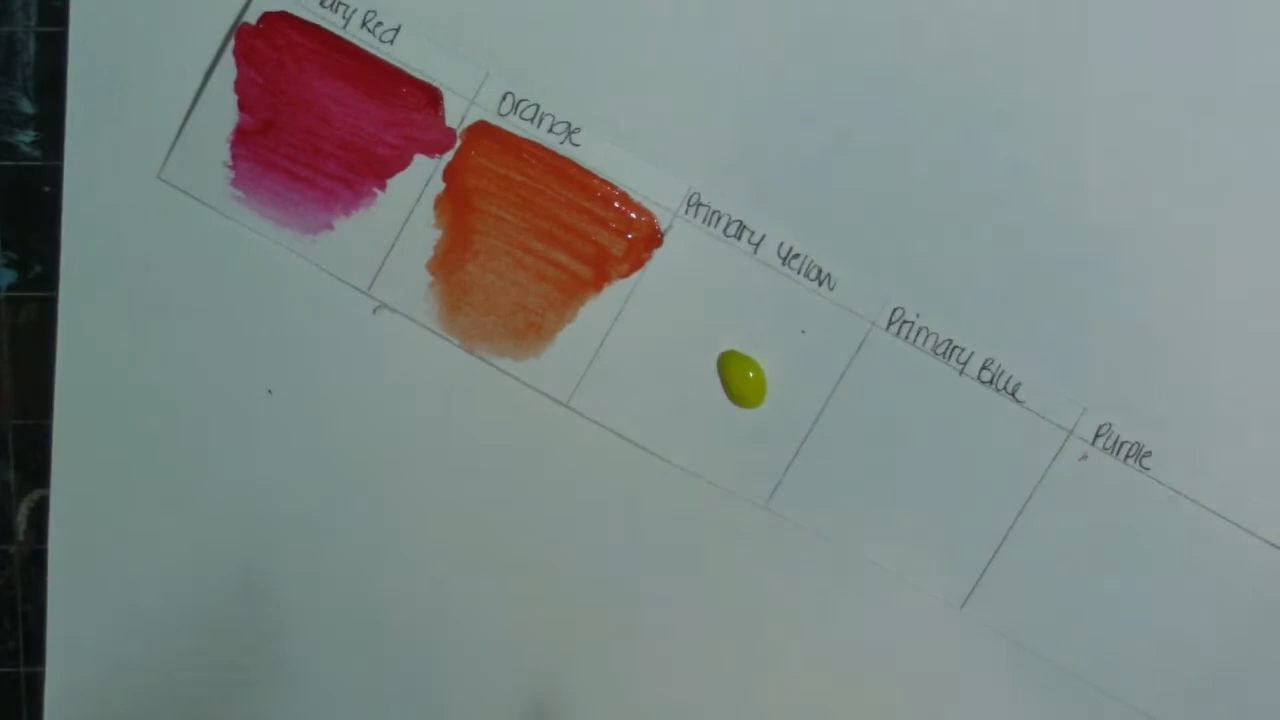 Red
Orange
Primary Yellow
Primary Blue
Purple